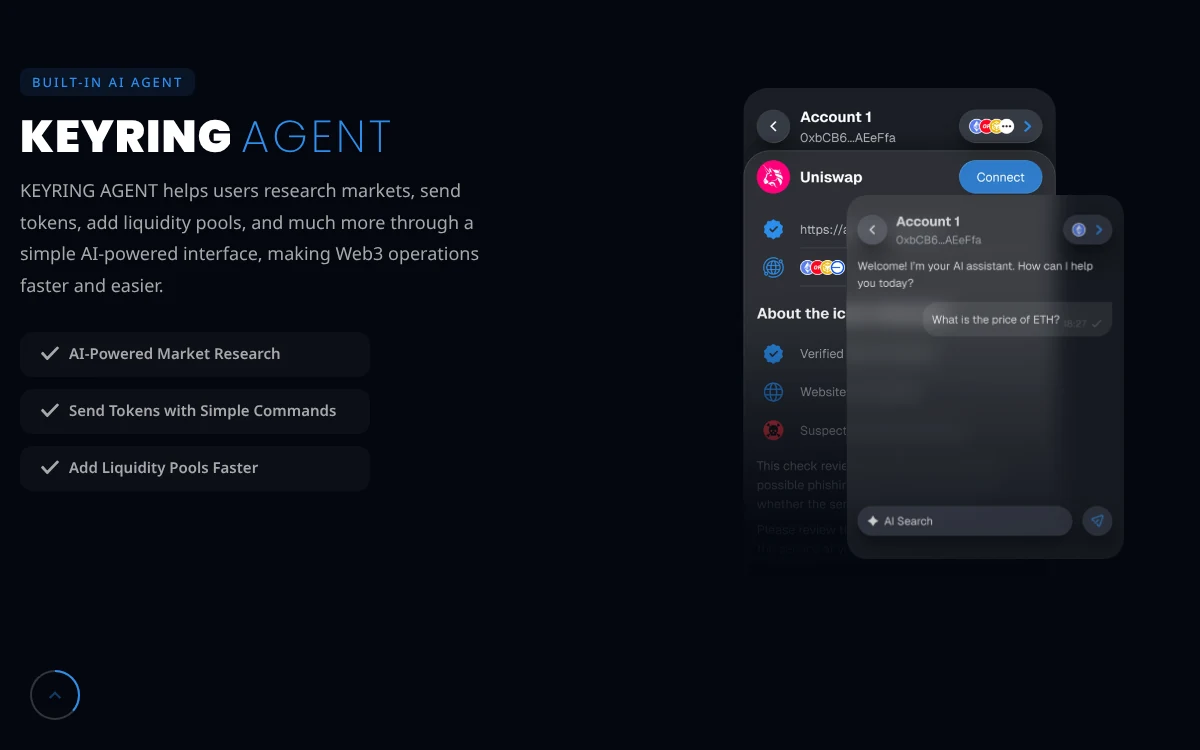 BUILT-IN AI AGENT
KEYRING AGENT
KEYRING AGENT helps users research markets, send
tokens, add liquidity pools, and much more through a
simple AI-powered interface, making Web3 operations
faster and easier.
AI-Powered Market Research
Send Tokens with Simple Commands
Add Liquidity Pools Faster
Account 1
0xbCB6...AEeFfa
Uniswap
Connect
https://a
About the ic
Verified
Website
Suspect
This check revie
possible phishin
whether the ser
Please review t
Account 1
0xbCB6...AEeFfa
Welcome! I'm your AI assistant. How can I help
you today?
What is the price of ETH?
18:27
AI Search